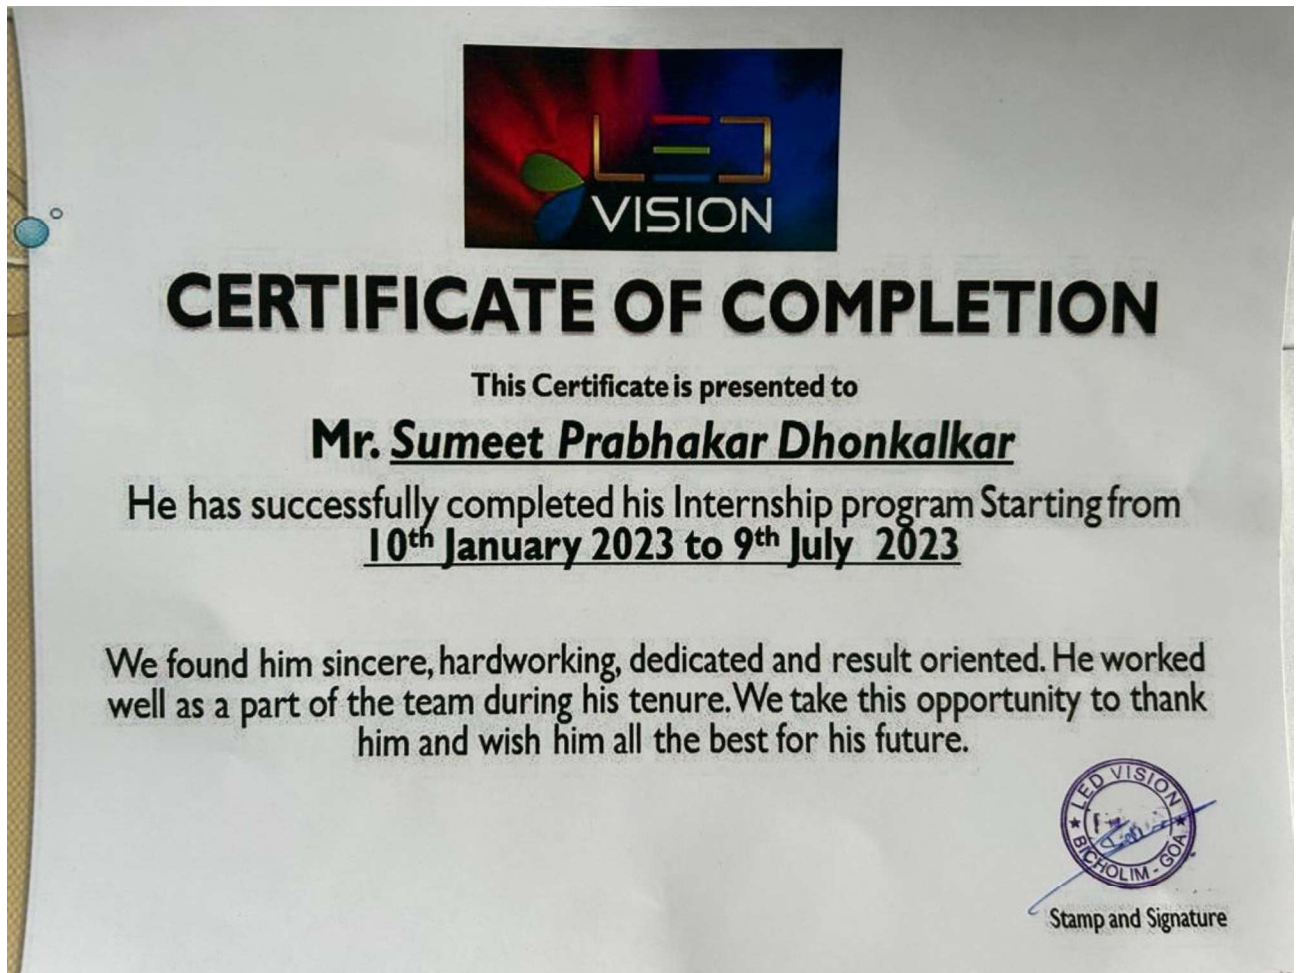 LED
VISION
CERTIFICATE OF COMPLETION
This Certificate is presented to
Mr. Sumeet Prabhakar Dhonkalkar
He has successfully completed his Internship program Starting from
10th January 2023 to 9th July 2023
We found him sincere, hardworking, dedicated and result oriented. He worked
well as a part of the team during his tenure. We take this opportunity to thank
him and wish him all the best for his future.
LED VISION
BICHOLIM - GOA
Stamp and Signature